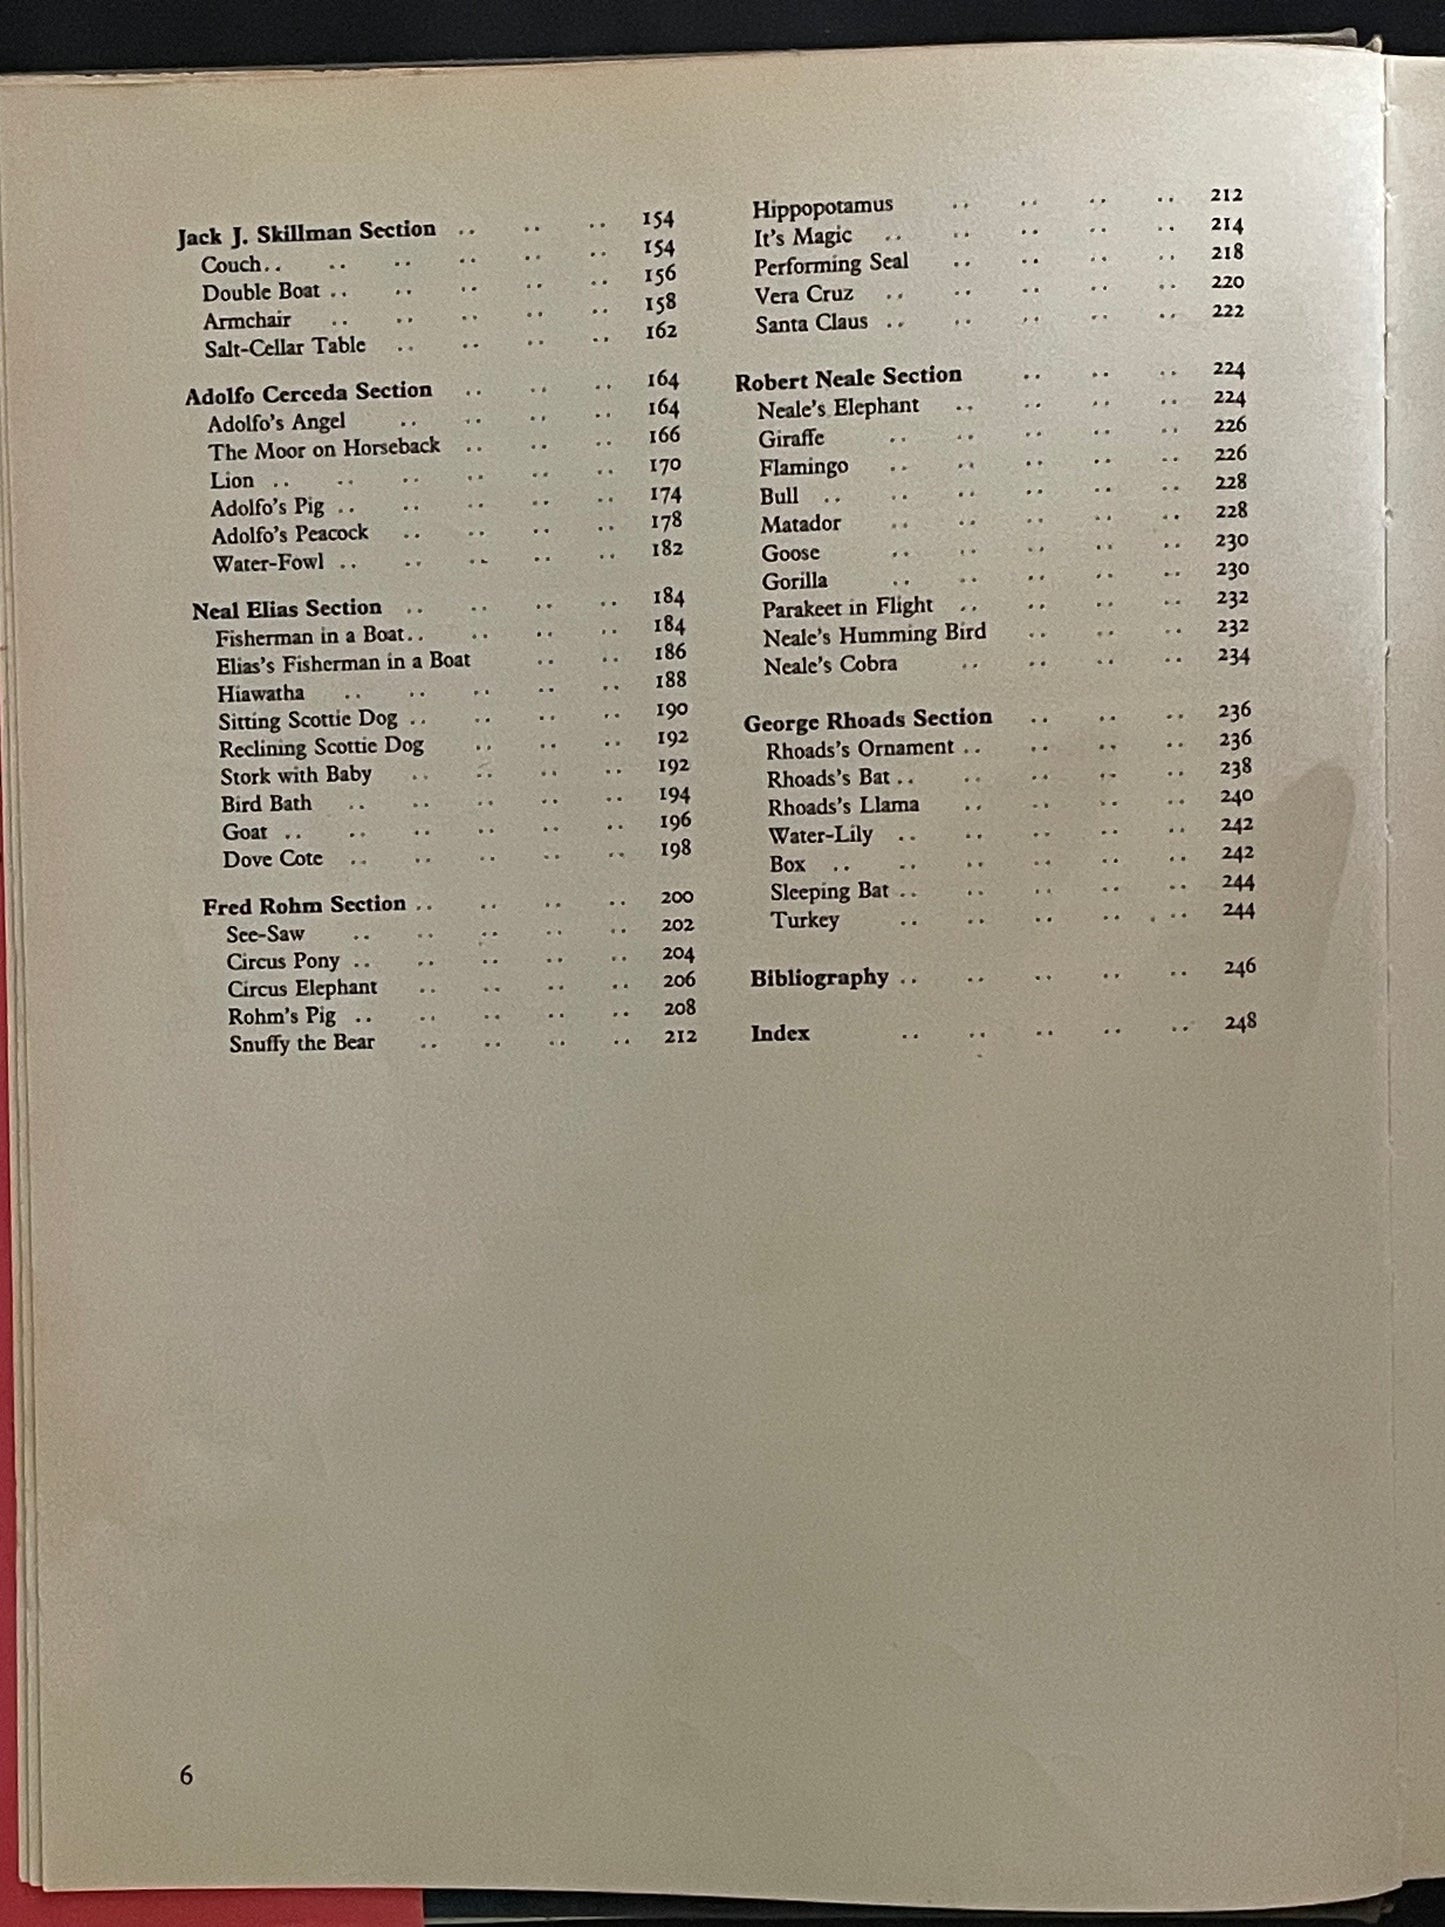 Jack J. Skillman Section .. .. .. 154
Couch.. .. .. .. .. .. 154
Double Boat .. .. .. .. .. 156
Armchair .. .. .. .. .. 158
Salt-Cellar Table .. .. .. .. 162
Adolfo Cerceda Section .. .. .. 164
Adolfo's Angel .. .. .. .. 164
The Moor on Horseback .. .. .. 166
Lion .. .. .. .. .. .. 170
Adolfo's Pig .. .. .. .. .. 174
Adolfo's Peacock .. .. .. .. 178
Water-Fowl .. .. .. .. .. 182
Neal Elias Section .. .. .. .. 184
Fisherman in a Boat.. .. .. .. 184
Elias's Fisherman in a Boat .. .. 186
Hiawatha .. .. .. .. .. 188
Sitting Scottie Dog .. .. .. .. 190
Reclining Scottie Dog .. .. .. 192
Stork with Baby .. .. .. .. 192
Bird Bath .. .. .. .. .. 194
Goat .. .. .. .. .. .. 196
Dove Cote .. .. .. .. .. 198
Fred Rohm Section .. .. .. .. 200
See-Saw .. .. .. .. .. 202
Circus Pony .. .. .. .. .. 204
Circus Elephant .. .. .. .. 206
Rohm's Pig .. .. .. .. .. 208
Snuffy the Bear .. .. .. .. 212
Hippopotamus .. .. .. .. 212
It's Magic .. .. .. .. .. 214
Performing Seal .. .. .. .. 218
Vera Cruz .. .. .. .. .. 220
Santa Claus .. .. .. .. .. 222
Robert Neale Section .. .. .. 224
Neale's Elephant .. .. .. .. 224
Giraffe .. .. .. .. .. 226
Flamingo .. .. .. .. .. 226
Bull .. .. .. .. .. .. 228
Matador .. .. .. .. .. 228
Goose .. .. .. .. .. 230
Gorilla .. .. .. .. .. 230
Parakeet in Flight .. .. .. .. 232
Neale's Humming Bird .. .. .. 232
Neale's Cobra .. .. .. .. 234
George Rhoads Section .. .. .. 236
Rhoads's Ornament .. .. .. .. 236
Rhoads's Bat .. .. .. .. .. 238
Rhoads's Llama .. .. .. .. 240
Water-Lily .. .. .. .. .. 242
Box .. .. .. .. .. .. 242
Sleeping Bat .. .. .. .. .. 244
Turkey .. .. .. .. .. 244
Bibliography .. .. .. .. .. 246
Index .. .. .. .. .. 248
6